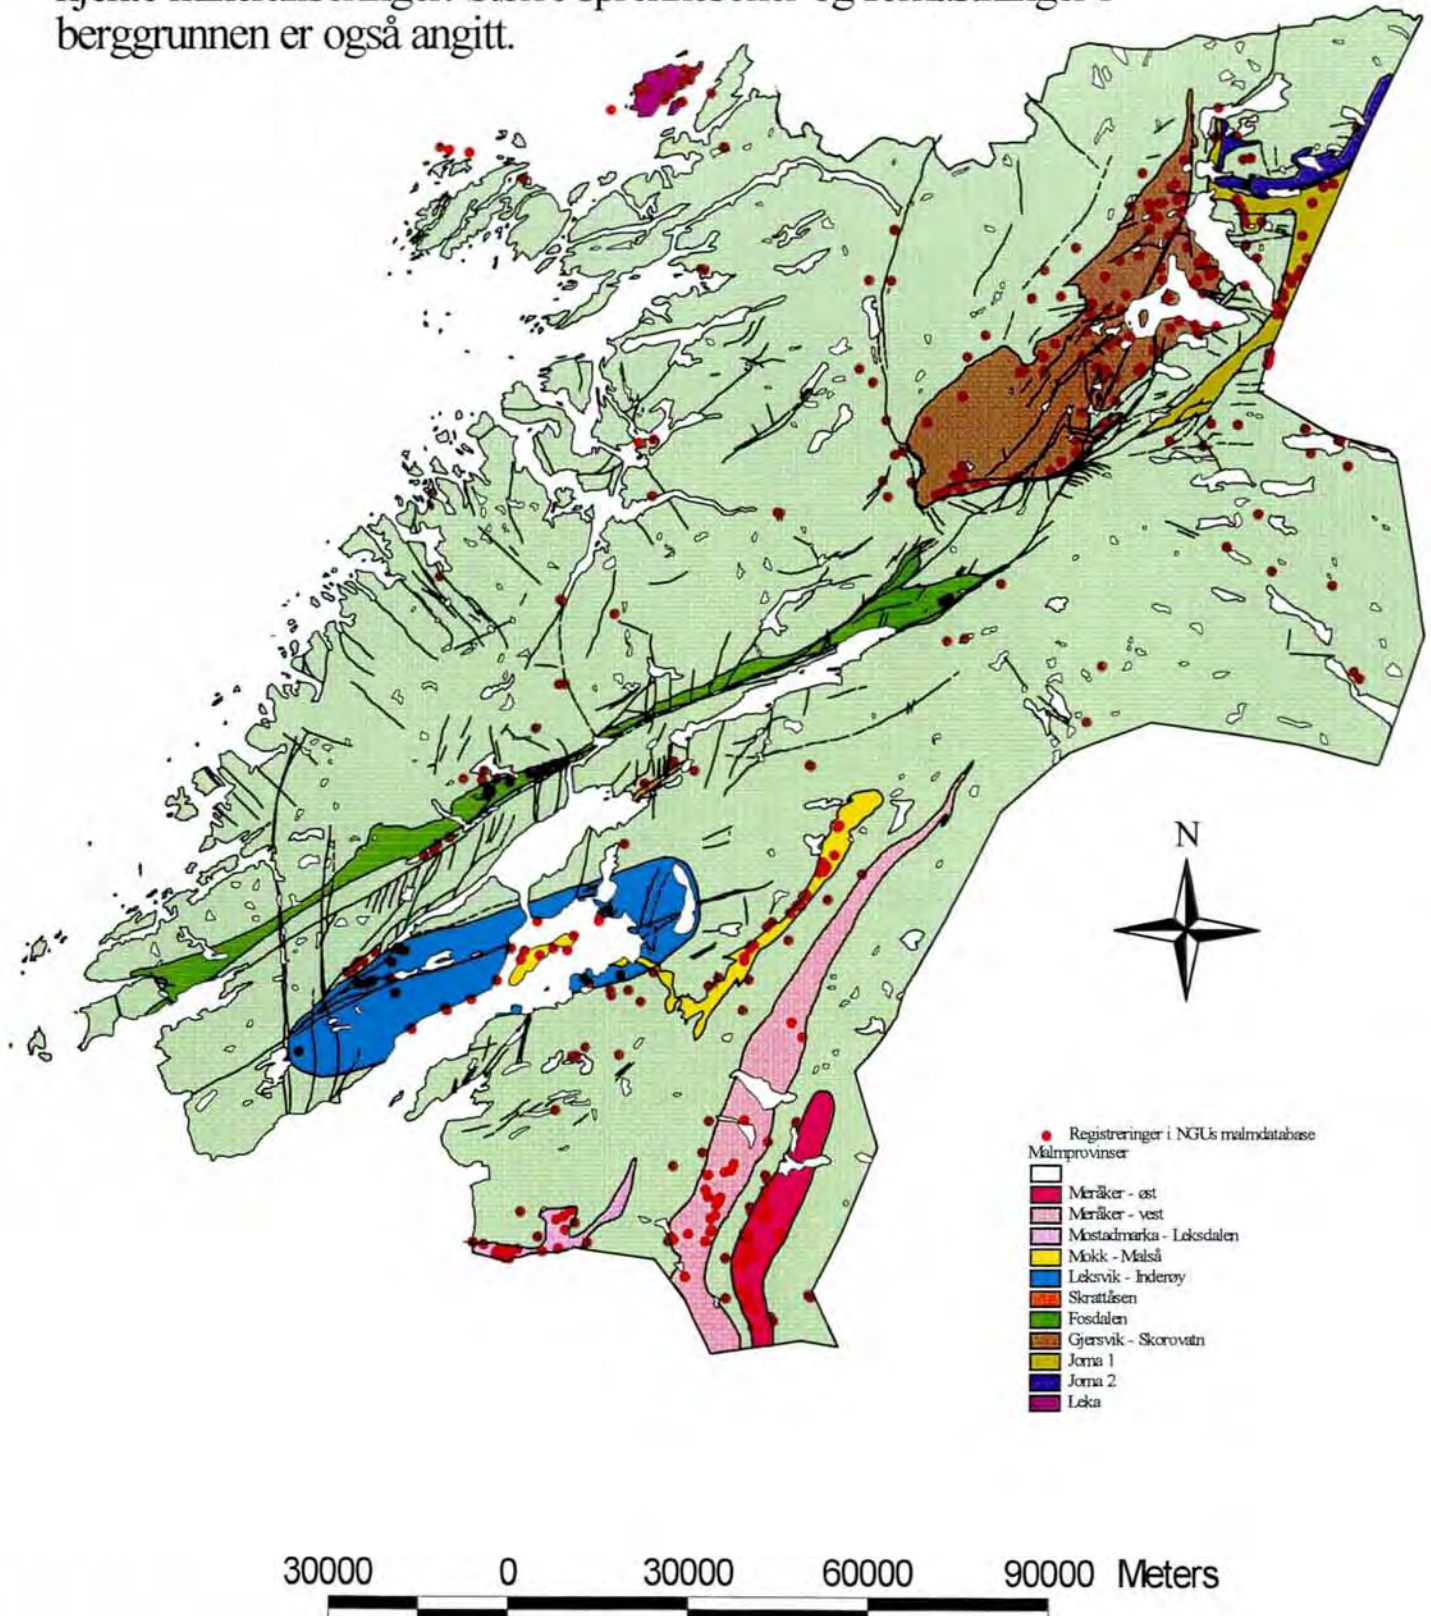 berggrunnen er også angitt.
N
Registreringer i NGUs malmdatabase
Malmprovinser
Meråker - øst
Meråker - vest
Mostadmarka - Leksdalen
Mokk - Malså
Leksvik - Inderøy
Skrattåsen
Fosdalen
Gjersvik - Skorovatn
Joma 1
Joma 2
Leka
30000 0 30000 60000 90000 Meters